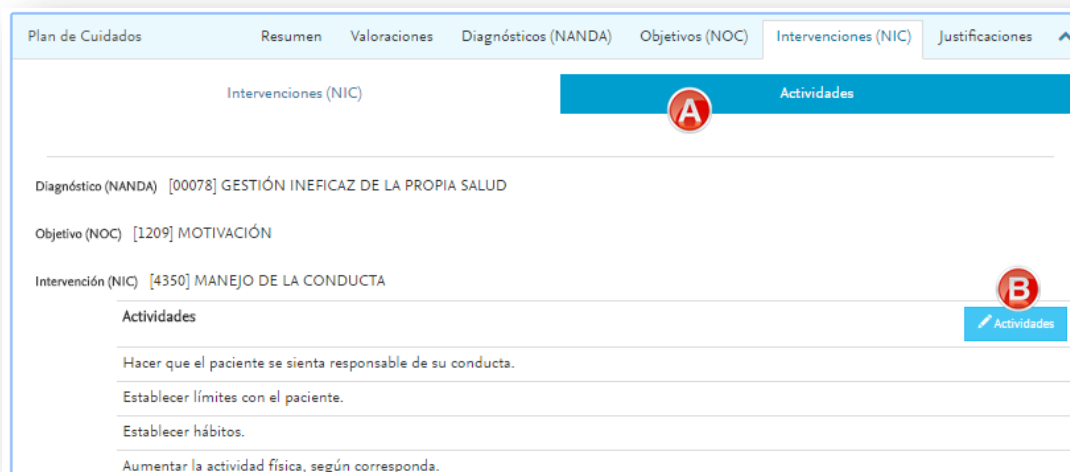 Plan de Cuidados Resumen Valoraciones Diagnósticos (NANDA) Objetivos (NOC) Intervenciones (NIC) Justificaciones
Intervenciones (NIC) A Actividades
Diagnóstico (NANDA) [00078] GESTIÓN INEFICAZ DE LA PROPIA SALUD
Objetivo (NOC) [1209] MOTIVACIÓN
Intervención (NIC) [4350] MANEJO DE LA CONDUCTA
B
Actividades Actividades
Hacer que el paciente se sienta responsable de su conducta.
Establecer límites con el paciente.
Establecer hábitos.
Aumentar la actividad física, según corresponda.